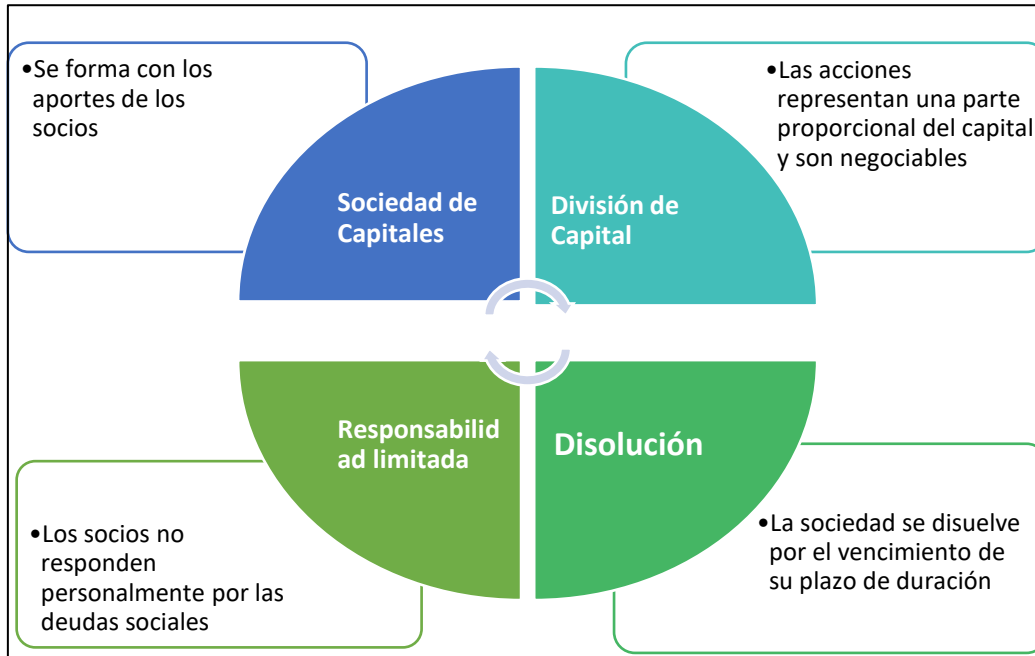 •Se forma con los
aportes de los
socios
•Las acciones
representan una parte
proporcional del capital
y son negociables
Sociedad de
Capitales
División de
Capital
Responsabilid
ad limitada
Disolución
•Los socios no
responden
personalmente por las
deudas sociales
•La sociedad se disuelve
por el vencimiento de
su plazo de duración